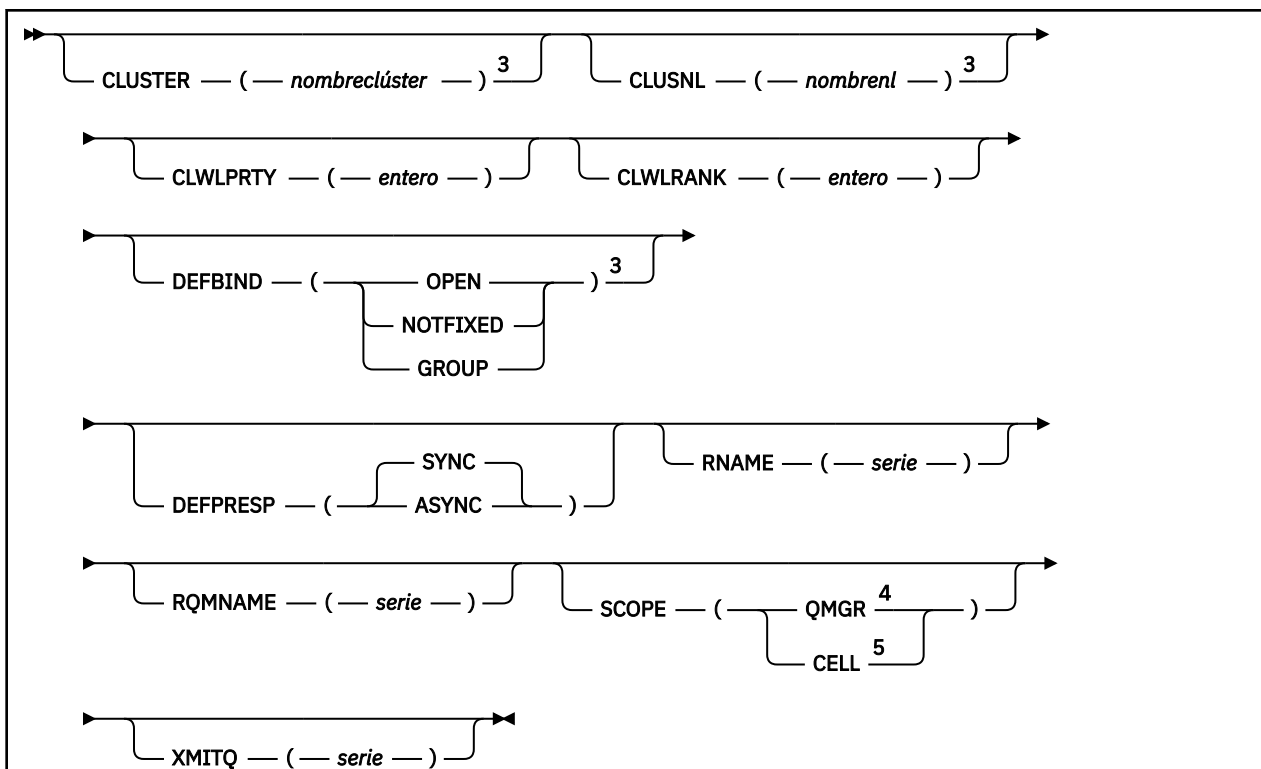 CLUSTER ( nombreclúster ) 3 CLUSNL ( nombrenl ) 3
CLWLPRTY ( entero ) CLWLRANK ( entero )
DEFBIND ( OPEN ) 3
NOTFIXED
GROUP
SYNC RNAME ( serie )
DEFPRESP ( ASYNC )
RQMNAME ( serie ) SCOPE ( QMGR 4 )
CELL 5
XMITQ ( serie )